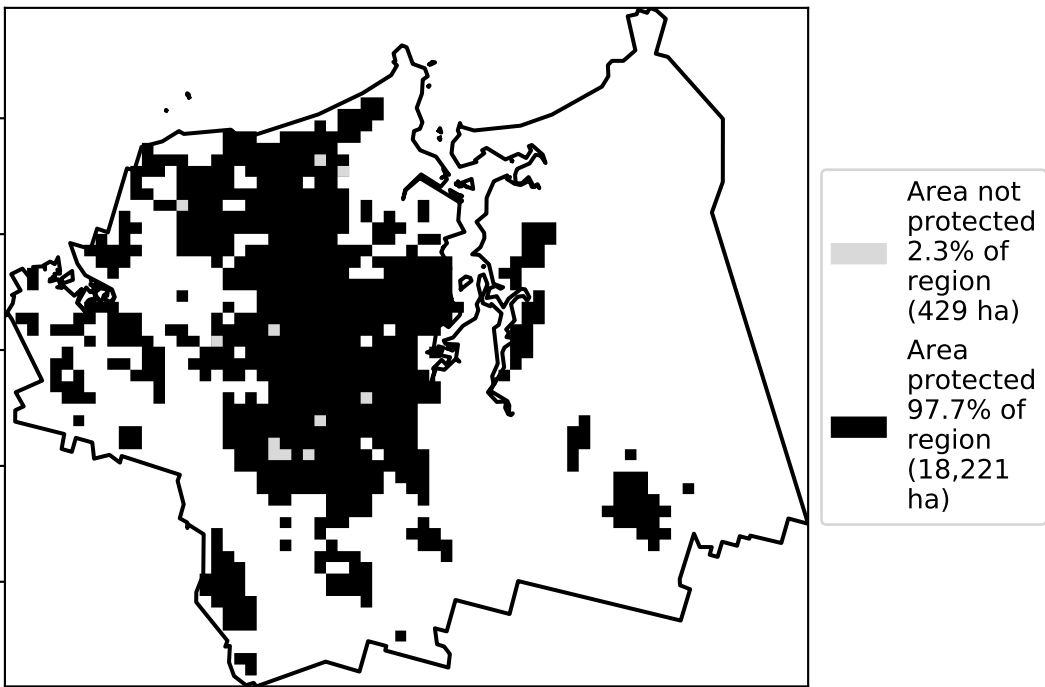 Area not
protected
2.3% of
region
(429 ha)
Area
protected
97.7% of
region
(18,221
ha)